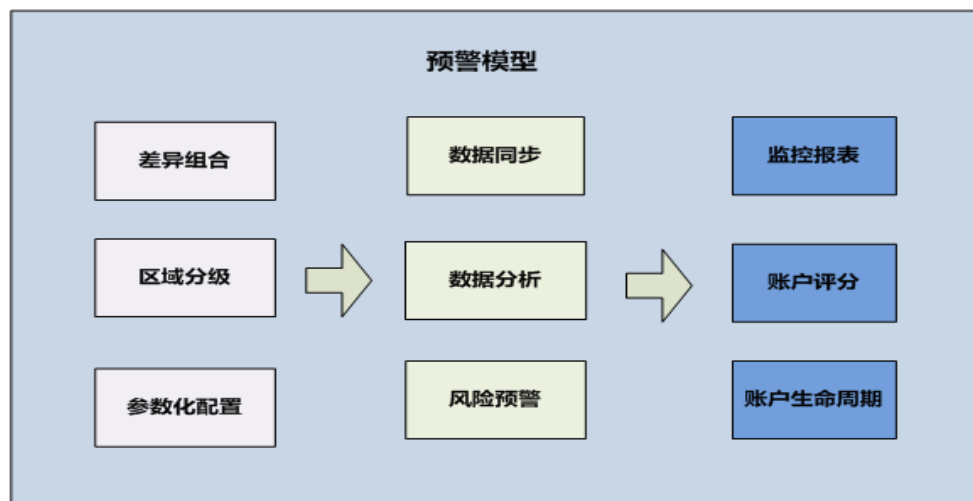 预警模型
差异组合
数据同步
监控报表
区域分级
数据分析
账户评分
参数化配置
风险预警
账户生命周期